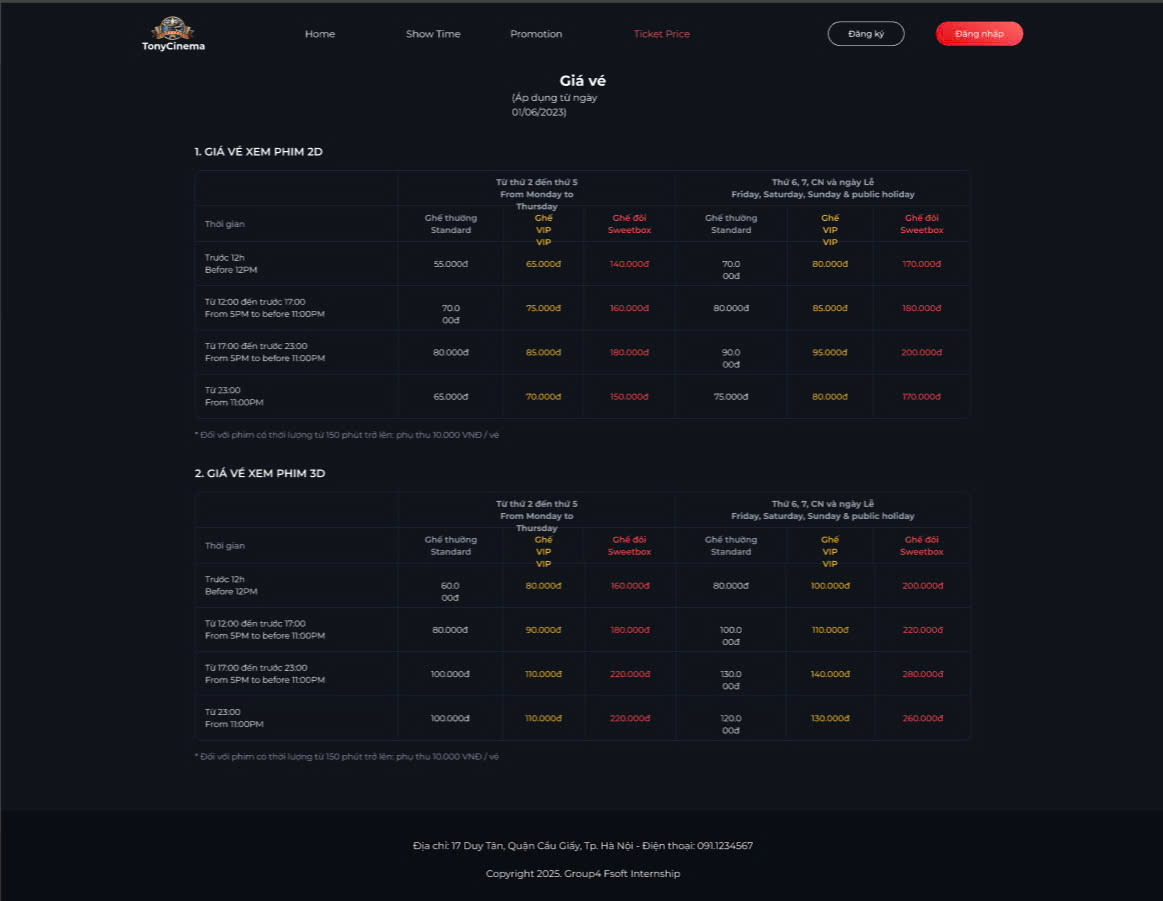 TonyCinema
Home
Show Time
Promotion
Ticket Price
Đăng ký
Đăng nhập
Giá vé
(Áp dụng từ ngày
01/06/2023)
1. GIÁ VÉ XEM PHIM 2D
Từ thứ 2 đến thứ 5
From Monday to
Thursday
Thứ 6, 7, CN và ngày Lễ
Friday, Saturday, Sunday & public holiday
Thời gian
Ghế thường
Standard
Ghế
VIP
VIP
Ghế đôi
Sweetbox
Ghế thường
Standard
Ghế
VIP
VIP
Ghế đôi
Sweetbox
Trước 12h
Before 12PM
55.000đ
65.000đ
140.000đ
70.0
00đ
80.000đ
170.000đ
Từ 12:00 đến trước 17:00
From 5PM to before 11:00PM
70.0
00đ
75.000đ
160.000đ
80.000đ
85.000đ
180.000đ
Từ 17:00 đến trước 23:00
From 5PM to before 11:00PM
80.000đ
85.000đ
180.000đ
90.0
00đ
95.000đ
200.000đ
Từ 23:00
From 11:00PM
65.000đ
70.000đ
150.000đ
75.000đ
80.000đ
170.000đ
* Đối với phim có thời lượng từ 150 phút trở lên: phụ thu 10.000 VNĐ / vé
2. GIÁ VÉ XEM PHIM 3D
Từ thứ 2 đến thứ 5
From Monday to
Thursday
Thứ 6, 7, CN và ngày Lễ
Friday, Saturday, Sunday & public holiday
Thời gian
Ghế thường
Standard
Ghế
VIP
VIP
Ghế đôi
Sweetbox
Ghế thường
Standard
Ghế
VIP
VIP
Ghế đôi
Sweetbox
Trước 12h
Before 12PM
60.0
00đ
80.000đ
160.000đ
80.000đ
100.000đ
200.000đ
Từ 12:00 đến trước 17:00
From 5PM to before 11:00PM
80.000đ
90.000đ
180.000đ
100.0
00đ
110.000đ
220.000đ
Từ 17:00 đến trước 23:00
From 5PM to before 11:00PM
100.000đ
110.000đ
220.000đ
130.0
00đ
140.000đ
280.000đ
Từ 23:00
From 11:00PM
100.000đ
110.000đ
220.000đ
120.0
00đ
130.000đ
260.000đ
* Đối với phim có thời lượng từ 150 phút trở lên: phụ thu 10.000 VNĐ / vé
Địa chỉ: 17 Duy Tân, Quận Cầu Giấy, Tp. Hà Nội - Điện thoại: 091.1234567
Copyright 2025. Group4 Fsoft Internship